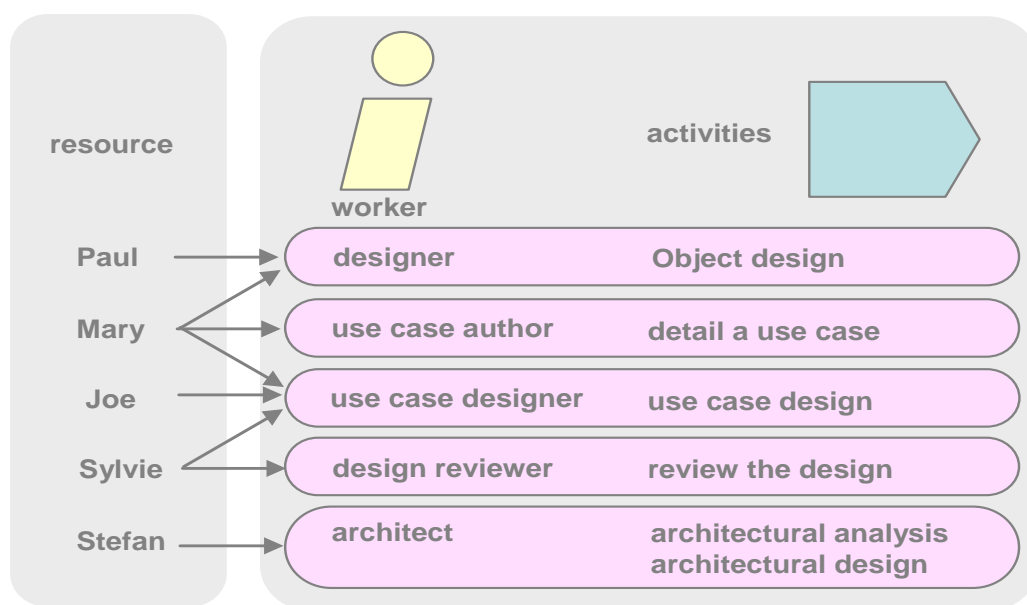 resource
activities
worker
Paul
designer
Object design
Mary
use case author
detail a use case
Joe
use case designer
use case design
Sylvie
design reviewer
review the design
Stefan
architect
architectural analysis
architectural design